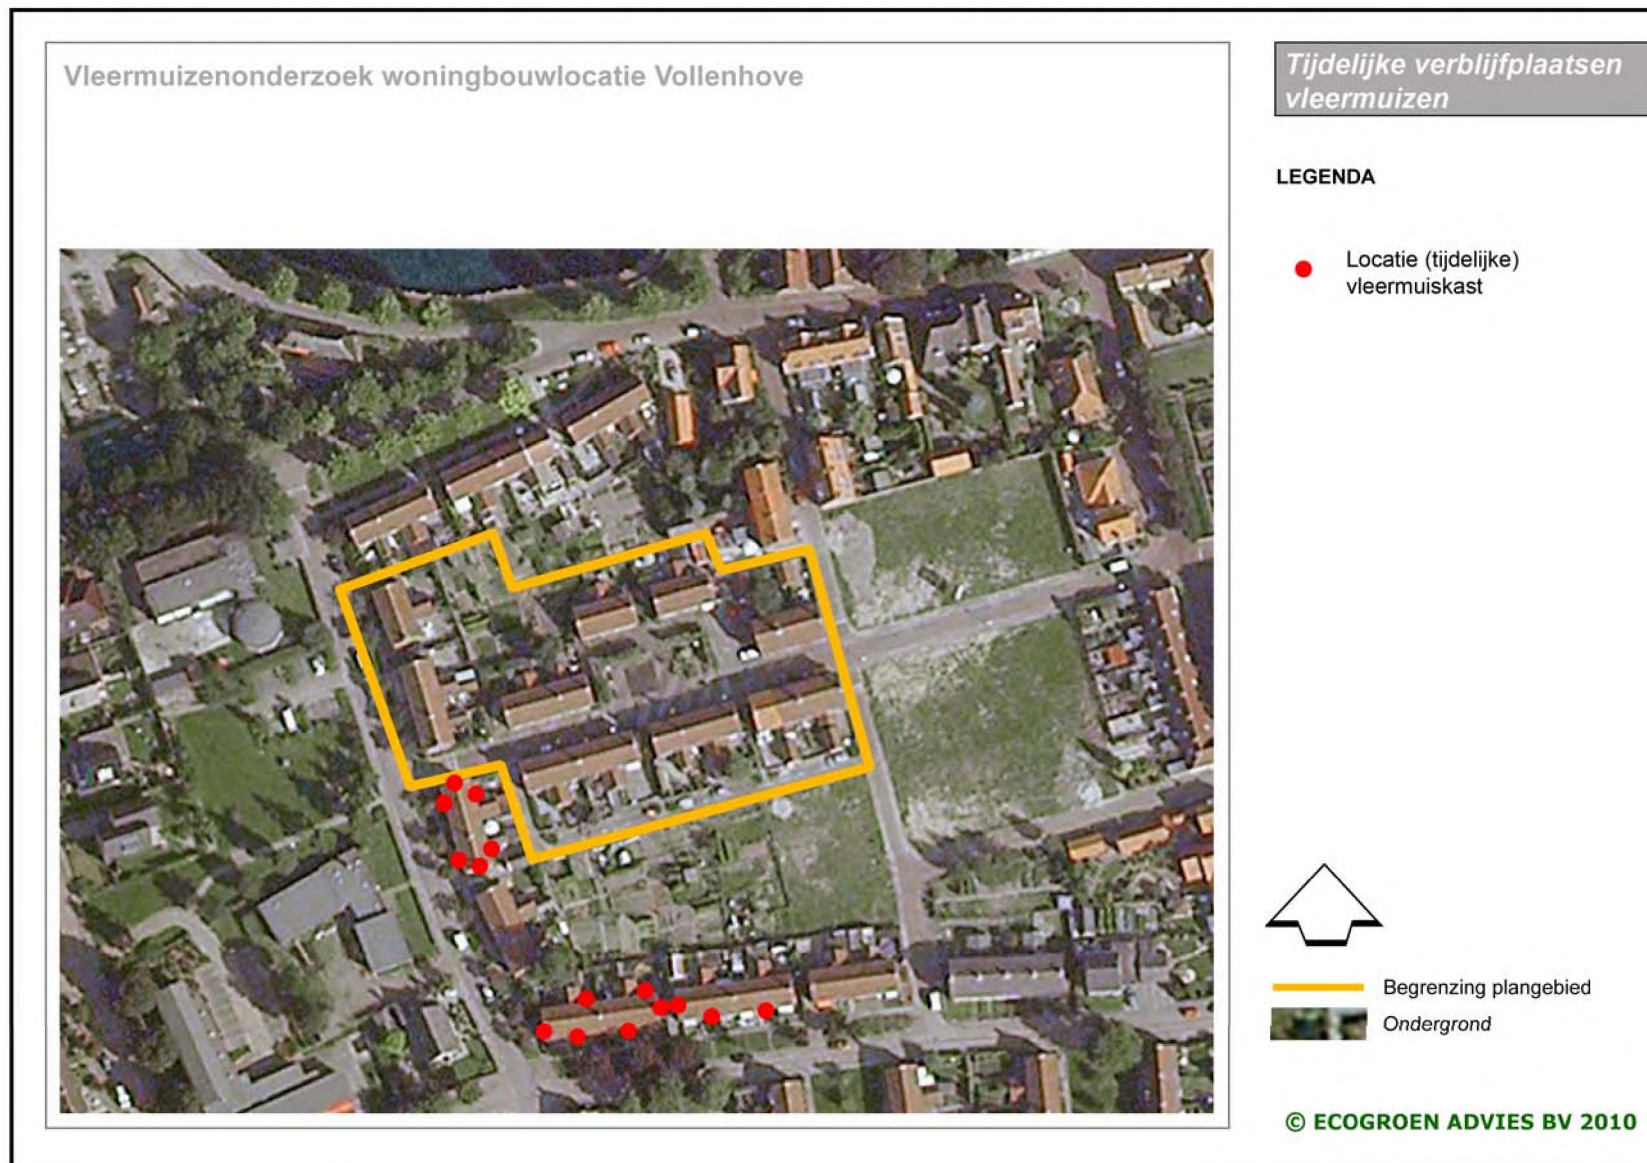 Vleermuizenonderzoek woningbouwlocatie Vollenhove
Tijdelijke verblijfplaatsen
vleermuizen
LEGENDA
Locatie (tijdelijke)
vleermuiskast
Begrenzing plangebied
Ondergrond
© ECOGROEN ADVIES BV 2010